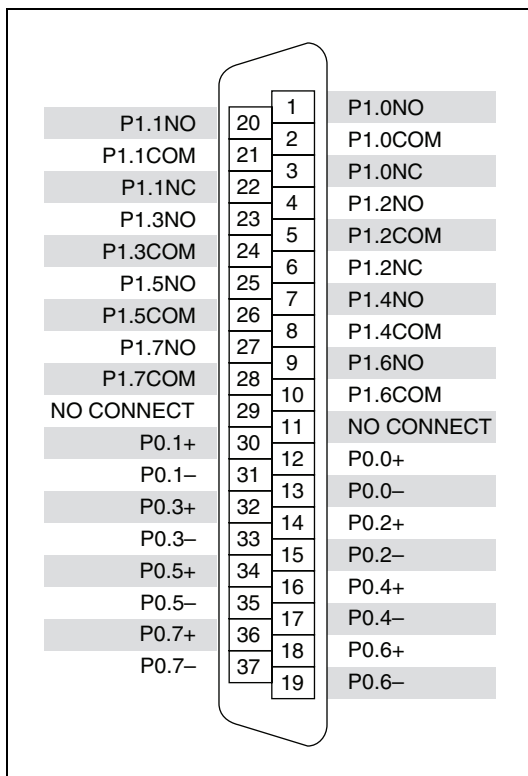 P1.1NO 20
P1.1COM 21
P1.1NC 22
P1.3NO 23
P1.3COM 24
P1.5NO 25
P1.5COM 26
P1.7NO 27
P1.7COM 28
NO CONNECT 29
P0.1+ 30
P0.1– 31
P0.3+ 32
P0.3– 33
P0.5+ 34
P0.5– 35
P0.7+ 36
P0.7– 37
1 P1.0NO
2 P1.0COM
3 P1.0NC
4 P1.2NO
5 P1.2COM
6 P1.2NC
7 P1.4NO
8 P1.4COM
9 P1.6NO
10 P1.6COM
11 NO CONNECT
12 P0.0+
13 P0.0–
14 P0.2+
15 P0.2–
16 P0.4+
17 P0.4–
18 P0.6+
19 P0.6–